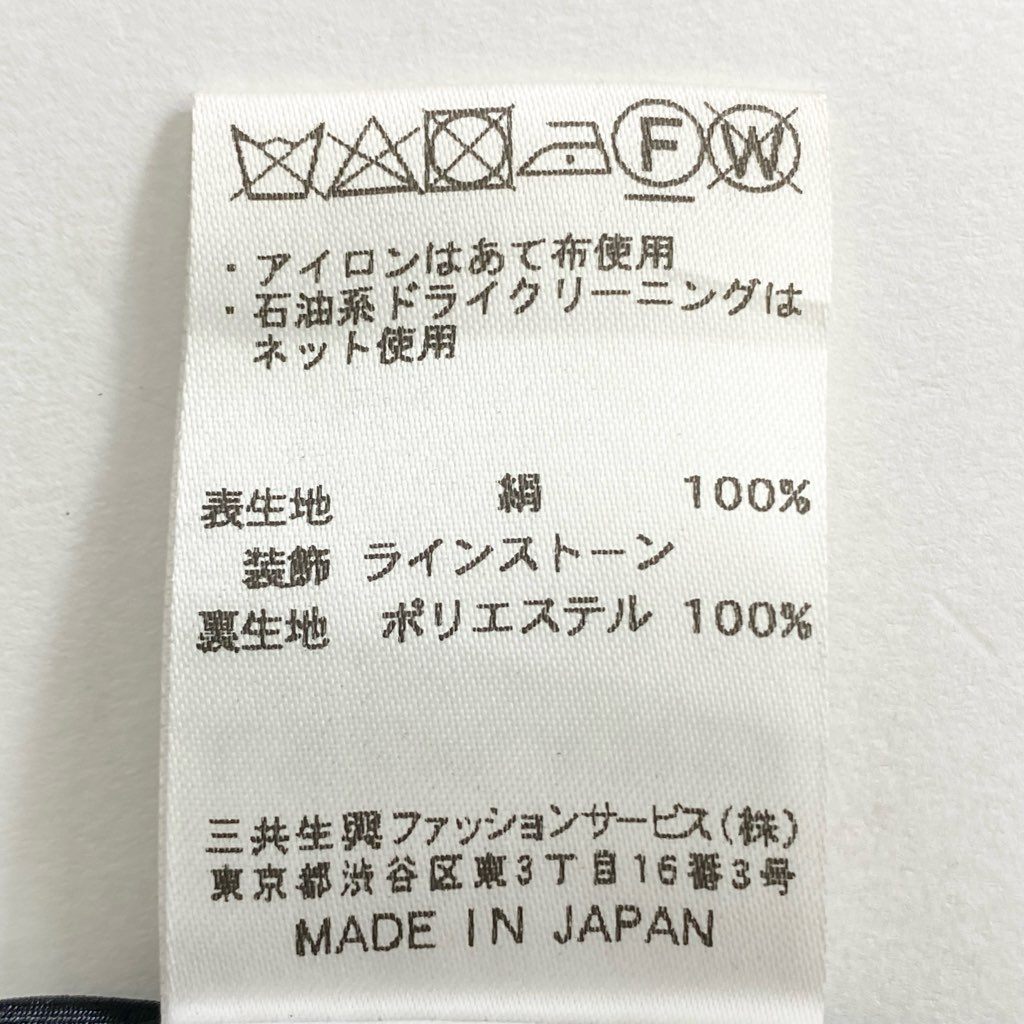 F W
・アイロンはあて布使用
・石油系ドライクリーニングは
ネット使用
表生地 絹 100%
装飾 ラインストーン
裏生地 ポリエステル 100%
三共生興ファッションサービス(株)
東京都渋谷区東3丁目16番3号
MADE IN JAPAN